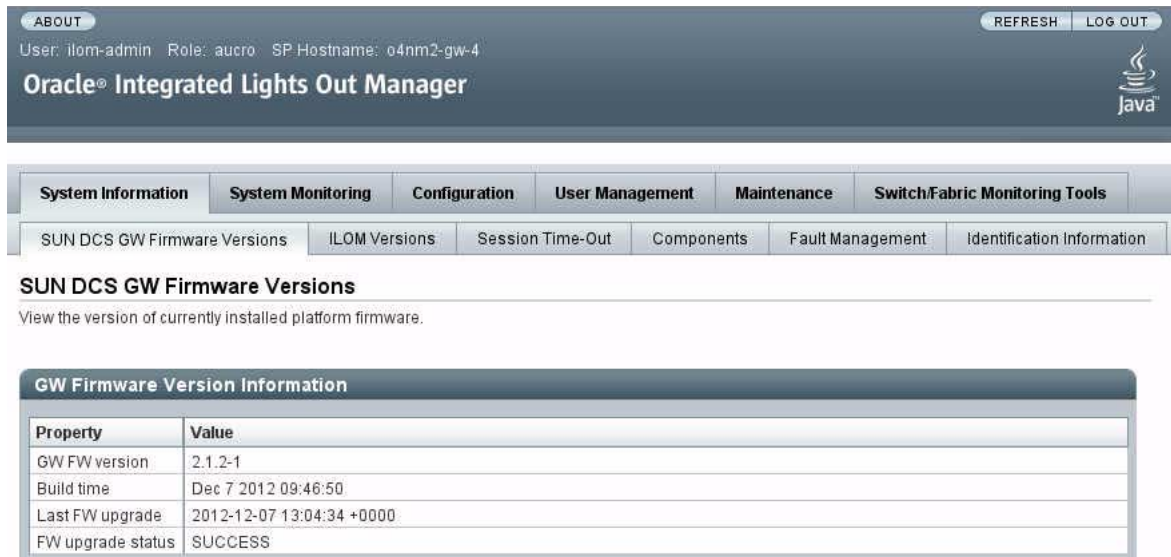 ABOUT REFRESH LOG OUT
User: ilom-admin Role: aucro SP Hostname: o4nm2-gw-4
Oracle® Integrated Lights Out Manager
Java™
System Information System Monitoring Configuration User Management Maintenance Switch/Fabric Monitoring Tools
SUN DCS GW Firmware Versions ILOM Versions Session Time-Out Components Fault Management Identification Information
SUN DCS GW Firmware Versions
View the version of currently installed platform firmware.
GW Firmware Version Information
Property Value
GW FW version 2.1.2-1
Build time Dec 7 2012 09:46:50
Last FW upgrade 2012-12-07 13:04:34 +0000
FW upgrade status SUCCESS